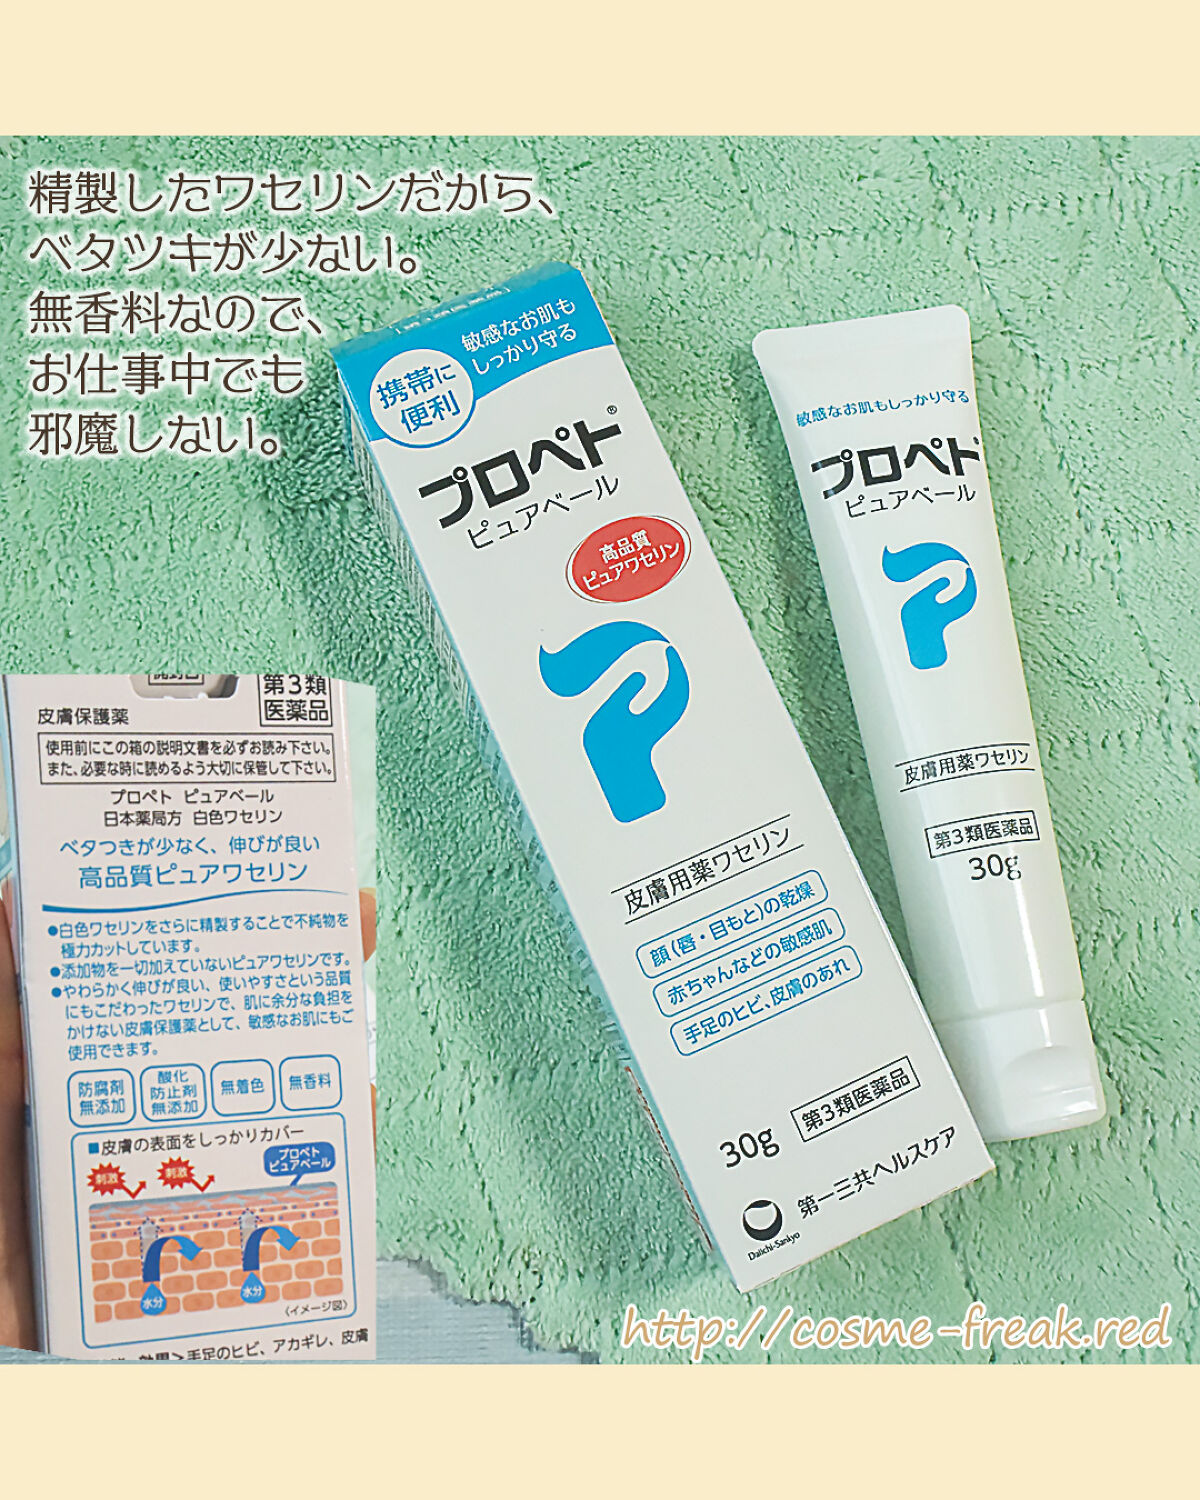 精製したワセリンだから、
ベタツキが少ない。
無香料なので、
お仕事中でも
邪魔しない。
敏感なお肌も
しっかり守る
携帯に
便利
プロペト®
ピュアベール
高品質
ピュアワセリン
皮膚用薬ワセリン
顔(唇・目もと)の乾燥
赤ちゃんなどの敏感肌
手足のヒビ、皮膚のあれ
30g 第3類医薬品
第一三共ヘルスケア
Daiichi-Sankyo
敏感なお肌もしっかり守る
プロペト
ピュアベール
皮膚用薬ワセリン
第3類医薬品
30g
第3類
医薬品
皮膚保護薬
使用前にこの箱の説明文書を必ずお読み下さい。
また、必要な時に読めるよう大切に保管して下さい。
プロペト ピュアベール
日本薬局方 白色ワセリン
ベタつきが少なく、伸びが良い
高品質ピュアワセリン
●白色ワセリンをさらに精製することで不純物を
極力カットしています。
●添加物を一切加えていないピュアワセリンです。
●やわらかく伸びが良い、使いやすさという品質
にもこだわったワセリンで、肌に余分な負担を
かけない皮膚保護薬として、敏感なお肌にもご
使用できます。
防腐剤
無添加
酸化
防止剤
無添加
無着色
無香料
■皮膚の表面をしっかりカバー
プロペト
ピュアベール
刺激
刺激
水分
水分
〈イメージ図〉
効果>手足のヒビ、アカギレ、皮膚
http://cosme-freak.red